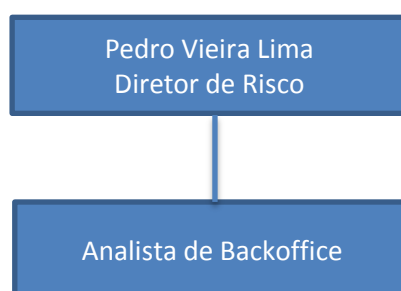 Pedro Vieira Lima
Diretor de Risco
Analista de Backoffice